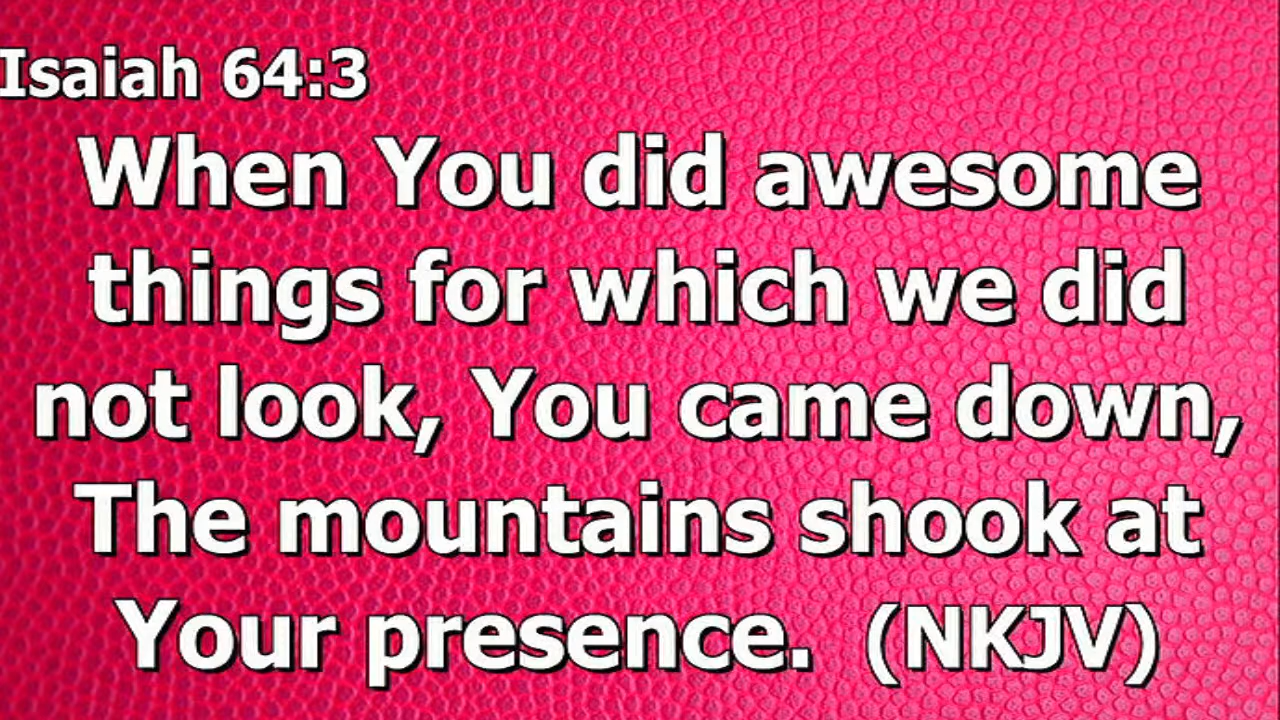 Isaiah 64:3
When You did awesome
things for which we did
not look, You came down,
The mountains shook at
Your presence.  (NKJV)